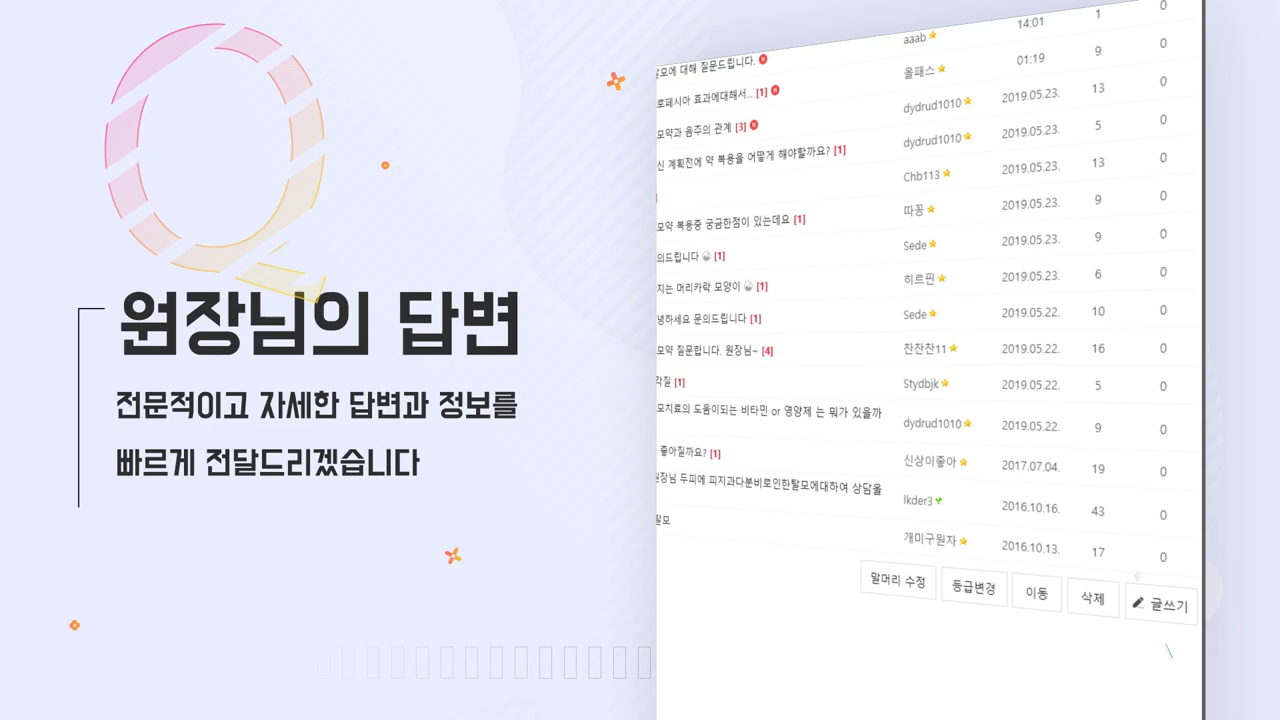 Q
원장님의 답변
전문적이고 자세한 답변과 정보를
빠르게 전달드리겠습니다
aaab 14:01 1 0
탈모에 대해 질문드립니다. 올패스 01:19 9 0
로페시아 효과에대해서... [1] dydrud1010 2019.05.23. 13 0
모약과 음주의 관계 [3] dydrud1010 2019.05.23. 5 0
신 계획전에 약 복용을 어떻게 해야할까요? [1] Chb113 2019.05.23. 13 0
따꽁 2019.05.23. 9 0
모약 복용중 궁금한점이 있는데요 [1] Sede 2019.05.23. 9 0
의드립니다 [1] 히르핀 2019.05.23. 6 0
지는 머리카락 모양이 [1] Sede 2019.05.22. 10 0
녕하세요 문의드립니다 [1] 찬찬찬11 2019.05.22. 16 0
모약 질문합니다. 원장님~ [4] Stydbjk 2019.05.22. 5 0
각질 [1] dydrud1010 2019.05.22. 9 0
모치료의 도움이되는 비타민 or 영양제 는 뭐가 있을까
좋아질까요? [1] 신상이좋아 2017.07.04. 19 0
원장님 두피에 피지과다분비로인한탈모에대하여 상담을 lkder3 2016.10.16. 43 0
탈모 개미구원자 2016.10.13. 17 0
말머리 수정 등급변경 이동 삭제 글쓰기